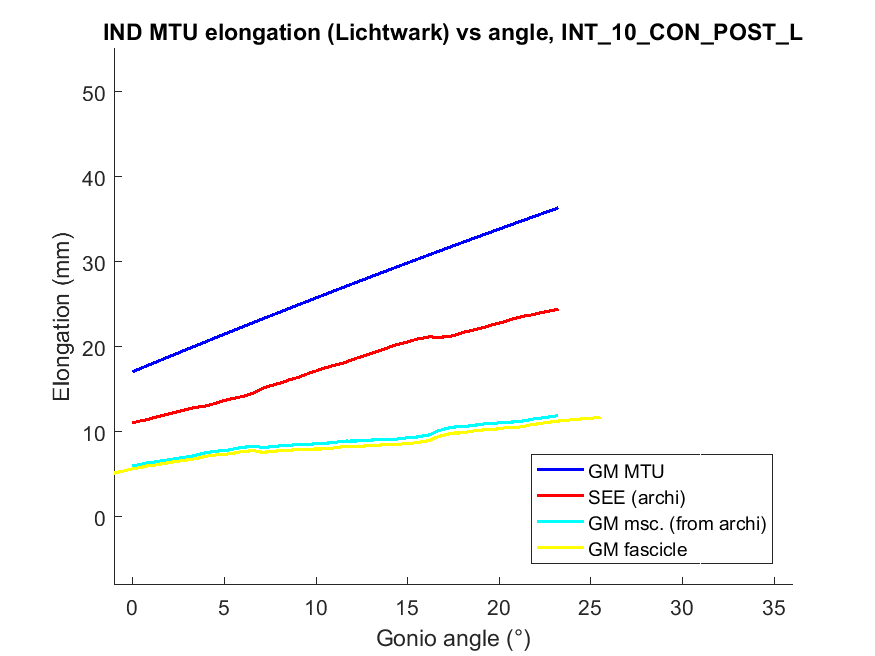 IND MTU elongation (Lichtwark) vs angle, INT_10_CON_POST_L
50
40
30
20
10
0
Elongation (mm)
0 5 10 15 20 25 30 35
Gonio angle (°)
GM MTU
SEE (archi)
GM msc. (from archi)
GM fascicle